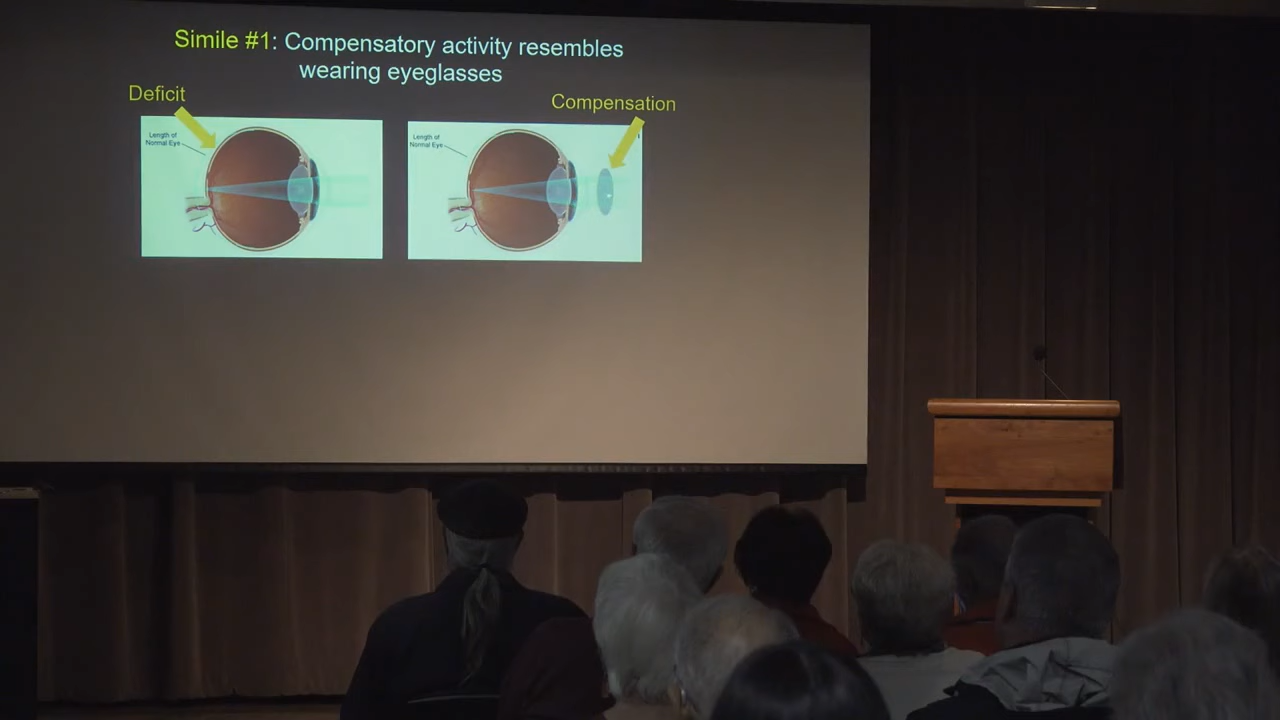 Simile #1: Compensatory activity resembles
wearing eyeglasses
Deficit
Compensation
Length of
Normal Eye
Length of
Normal Eye